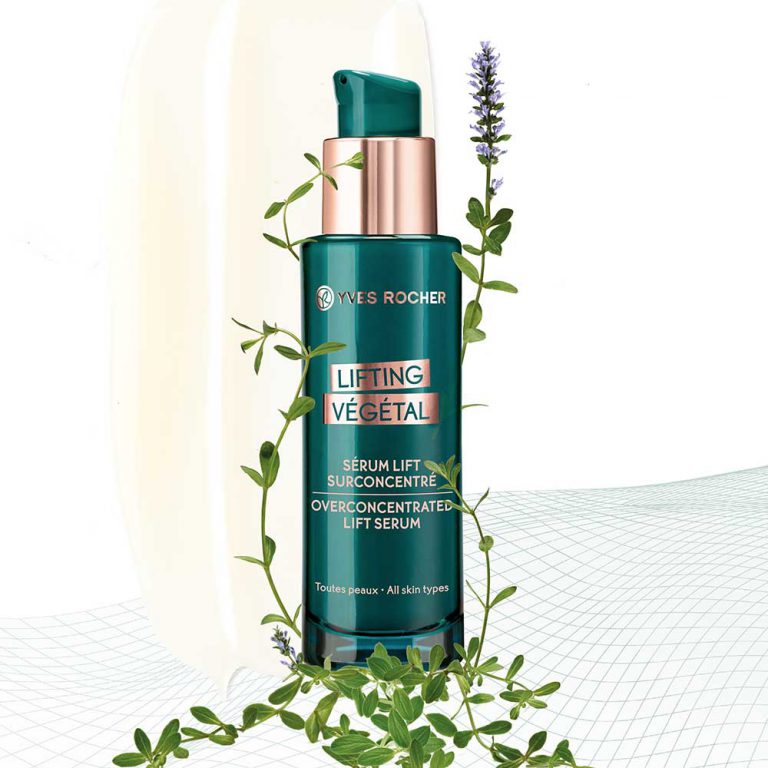 YVES ROCHER
LIFTING
VÉGÉTAL
SÉRUM LIFT
SURCONCENTRÉ
OVERCONCENTRATED
LIFT SERUM
Toutes peaux • All skin types